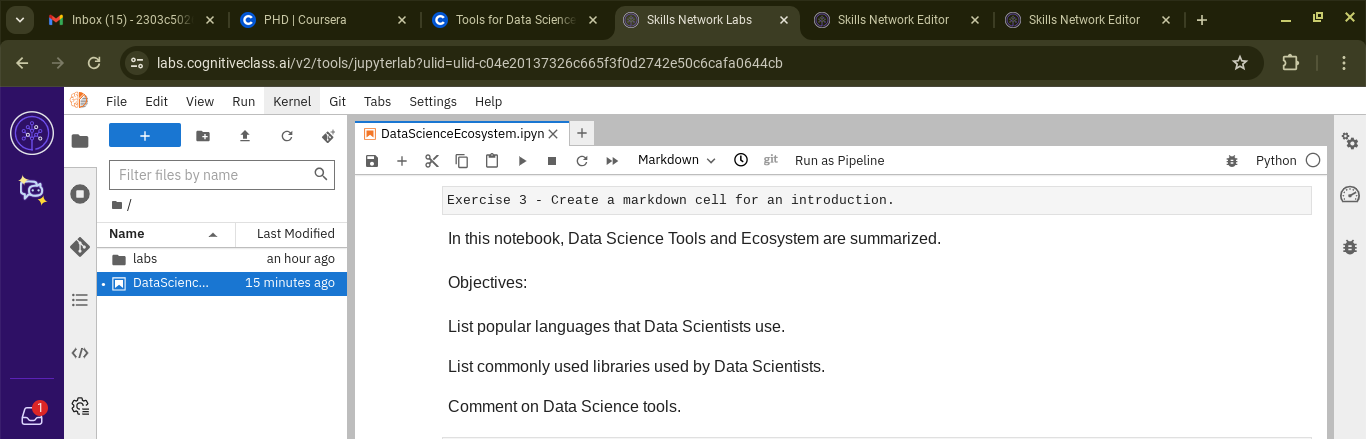 Inbox (15) - 2303c502
PHD | Coursera
Tools for Data Science
Skills Network Labs
Skills Network Editor
Skills Network Editor
labs.cognitiveclass.ai/v2/tools/jupyterlab?ulid=ulid-c04e20137326c665f3f0d2742e50c6cafa0644cb
File Edit View Run Kernel Git Tabs Settings Help
DataScienceEcosystem.ipyn
Markdown git Run as Pipeline Python
Filter files by name
/
Name Last Modified
labs an hour ago
DataScienc... 15 minutes ago
Exercise 3 - Create a markdown cell for an introduction.
In this notebook, Data Science Tools and Ecosystem are summarized.
Objectives:
List popular languages that Data Scientists use.
List commonly used libraries used by Data Scientists.
Comment on Data Science tools.
1